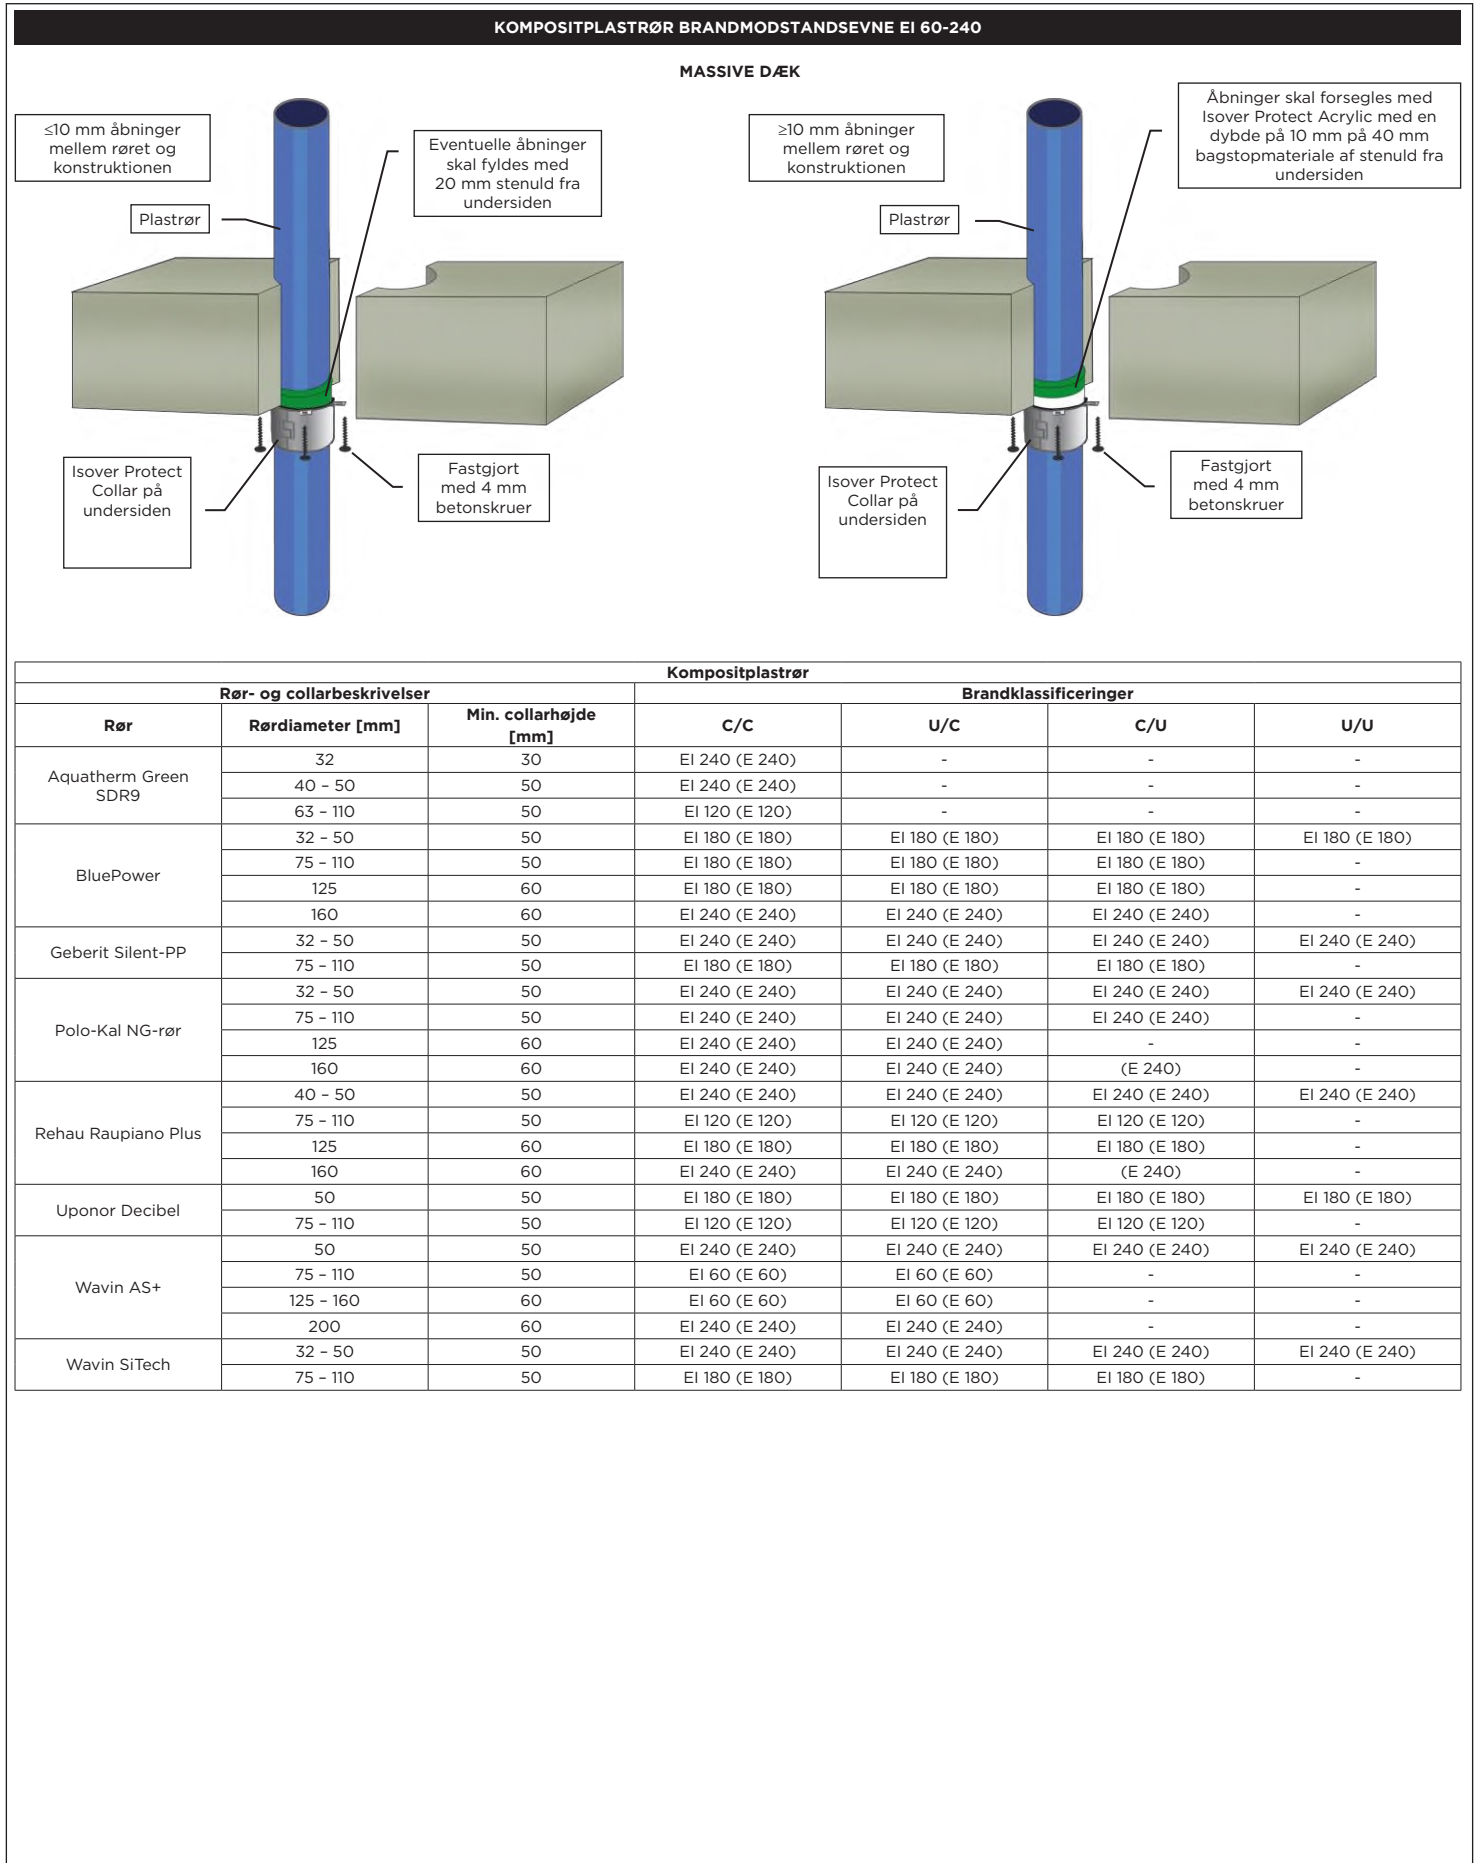 KOMPOSITPLASTRØR BRANDMODSTANDSEVNE EI 60-240
MASSIVE DÆK
≤10 mm åbninger
mellem røret og
konstruktionen
Eventuelle åbninger
skal fyldes med
20 mm stenuld fra
undersiden
Plastrør
Isover Protect
Collar på
undersiden
Fastgjort
med 4 mm
betonskruer
≥10 mm åbninger
mellem røret og
konstruktionen
Åbninger skal forsegles med
Isover Protect Acrylic med en
dybde på 10 mm på 40 mm
bagstopmateriale af stenuld fra
undersiden
Plastrør
Isover Protect
Collar på
undersiden
Fastgjort
med 4 mm
betonskruer
Kompositplastrør
Rør- og collarbeskrivelser Brandklassificeringer
Rør Rørdiameter [mm] Min. collarhøjde [mm] C/C U/C C/U U/U
Aquatherm Green SDR9 32 30 EI 240 (E 240) - - -
40 – 50 50 EI 240 (E 240) - - -
63 – 110 50 EI 120 (E 120) - - -
BluePower 32 – 50 50 EI 180 (E 180) EI 180 (E 180) EI 180 (E 180) EI 180 (E 180)
75 – 110 50 EI 180 (E 180) EI 180 (E 180) EI 180 (E 180) -
125 60 EI 180 (E 180) EI 180 (E 180) EI 180 (E 180) -
160 60 EI 240 (E 240) EI 240 (E 240) EI 240 (E 240) -
Geberit Silent-PP 32 – 50 50 EI 240 (E 240) EI 240 (E 240) EI 240 (E 240) EI 240 (E 240)
75 – 110 50 EI 180 (E 180) EI 180 (E 180) EI 180 (E 180) -
Polo-Kal NG-rør 32 – 50 50 EI 240 (E 240) EI 240 (E 240) EI 240 (E 240) EI 240 (E 240)
75 – 110 50 EI 240 (E 240) EI 240 (E 240) EI 240 (E 240) -
125 60 EI 240 (E 240) EI 240 (E 240) - -
160 60 EI 240 (E 240) EI 240 (E 240) (E 240) -
Rehau Raupiano Plus 40 – 50 50 EI 240 (E 240) EI 240 (E 240) EI 240 (E 240) EI 240 (E 240)
75 – 110 50 EI 120 (E 120) EI 120 (E 120) EI 120 (E 120) -
125 60 EI 180 (E 180) EI 180 (E 180) EI 180 (E 180) -
160 60 EI 240 (E 240) EI 240 (E 240) (E 240) -
Uponor Decibel 50 50 EI 180 (E 180) EI 180 (E 180) EI 180 (E 180) EI 180 (E 180)
75 – 110 50 EI 120 (E 120) EI 120 (E 120) EI 120 (E 120) -
Wavin AS+ 50 50 EI 240 (E 240) EI 240 (E 240) EI 240 (E 240) EI 240 (E 240)
75 – 110 50 EI 60 (E 60) EI 60 (E 60) - -
125 – 160 60 EI 60 (E 60) EI 60 (E 60) - -
200 60 EI 240 (E 240) EI 240 (E 240) - -
Wavin SiTech 32 – 50 50 EI 240 (E 240) EI 240 (E 240) EI 240 (E 240) EI 240 (E 240)
75 – 110 50 EI 180 (E 180) EI 180 (E 180) EI 180 (E 180) -